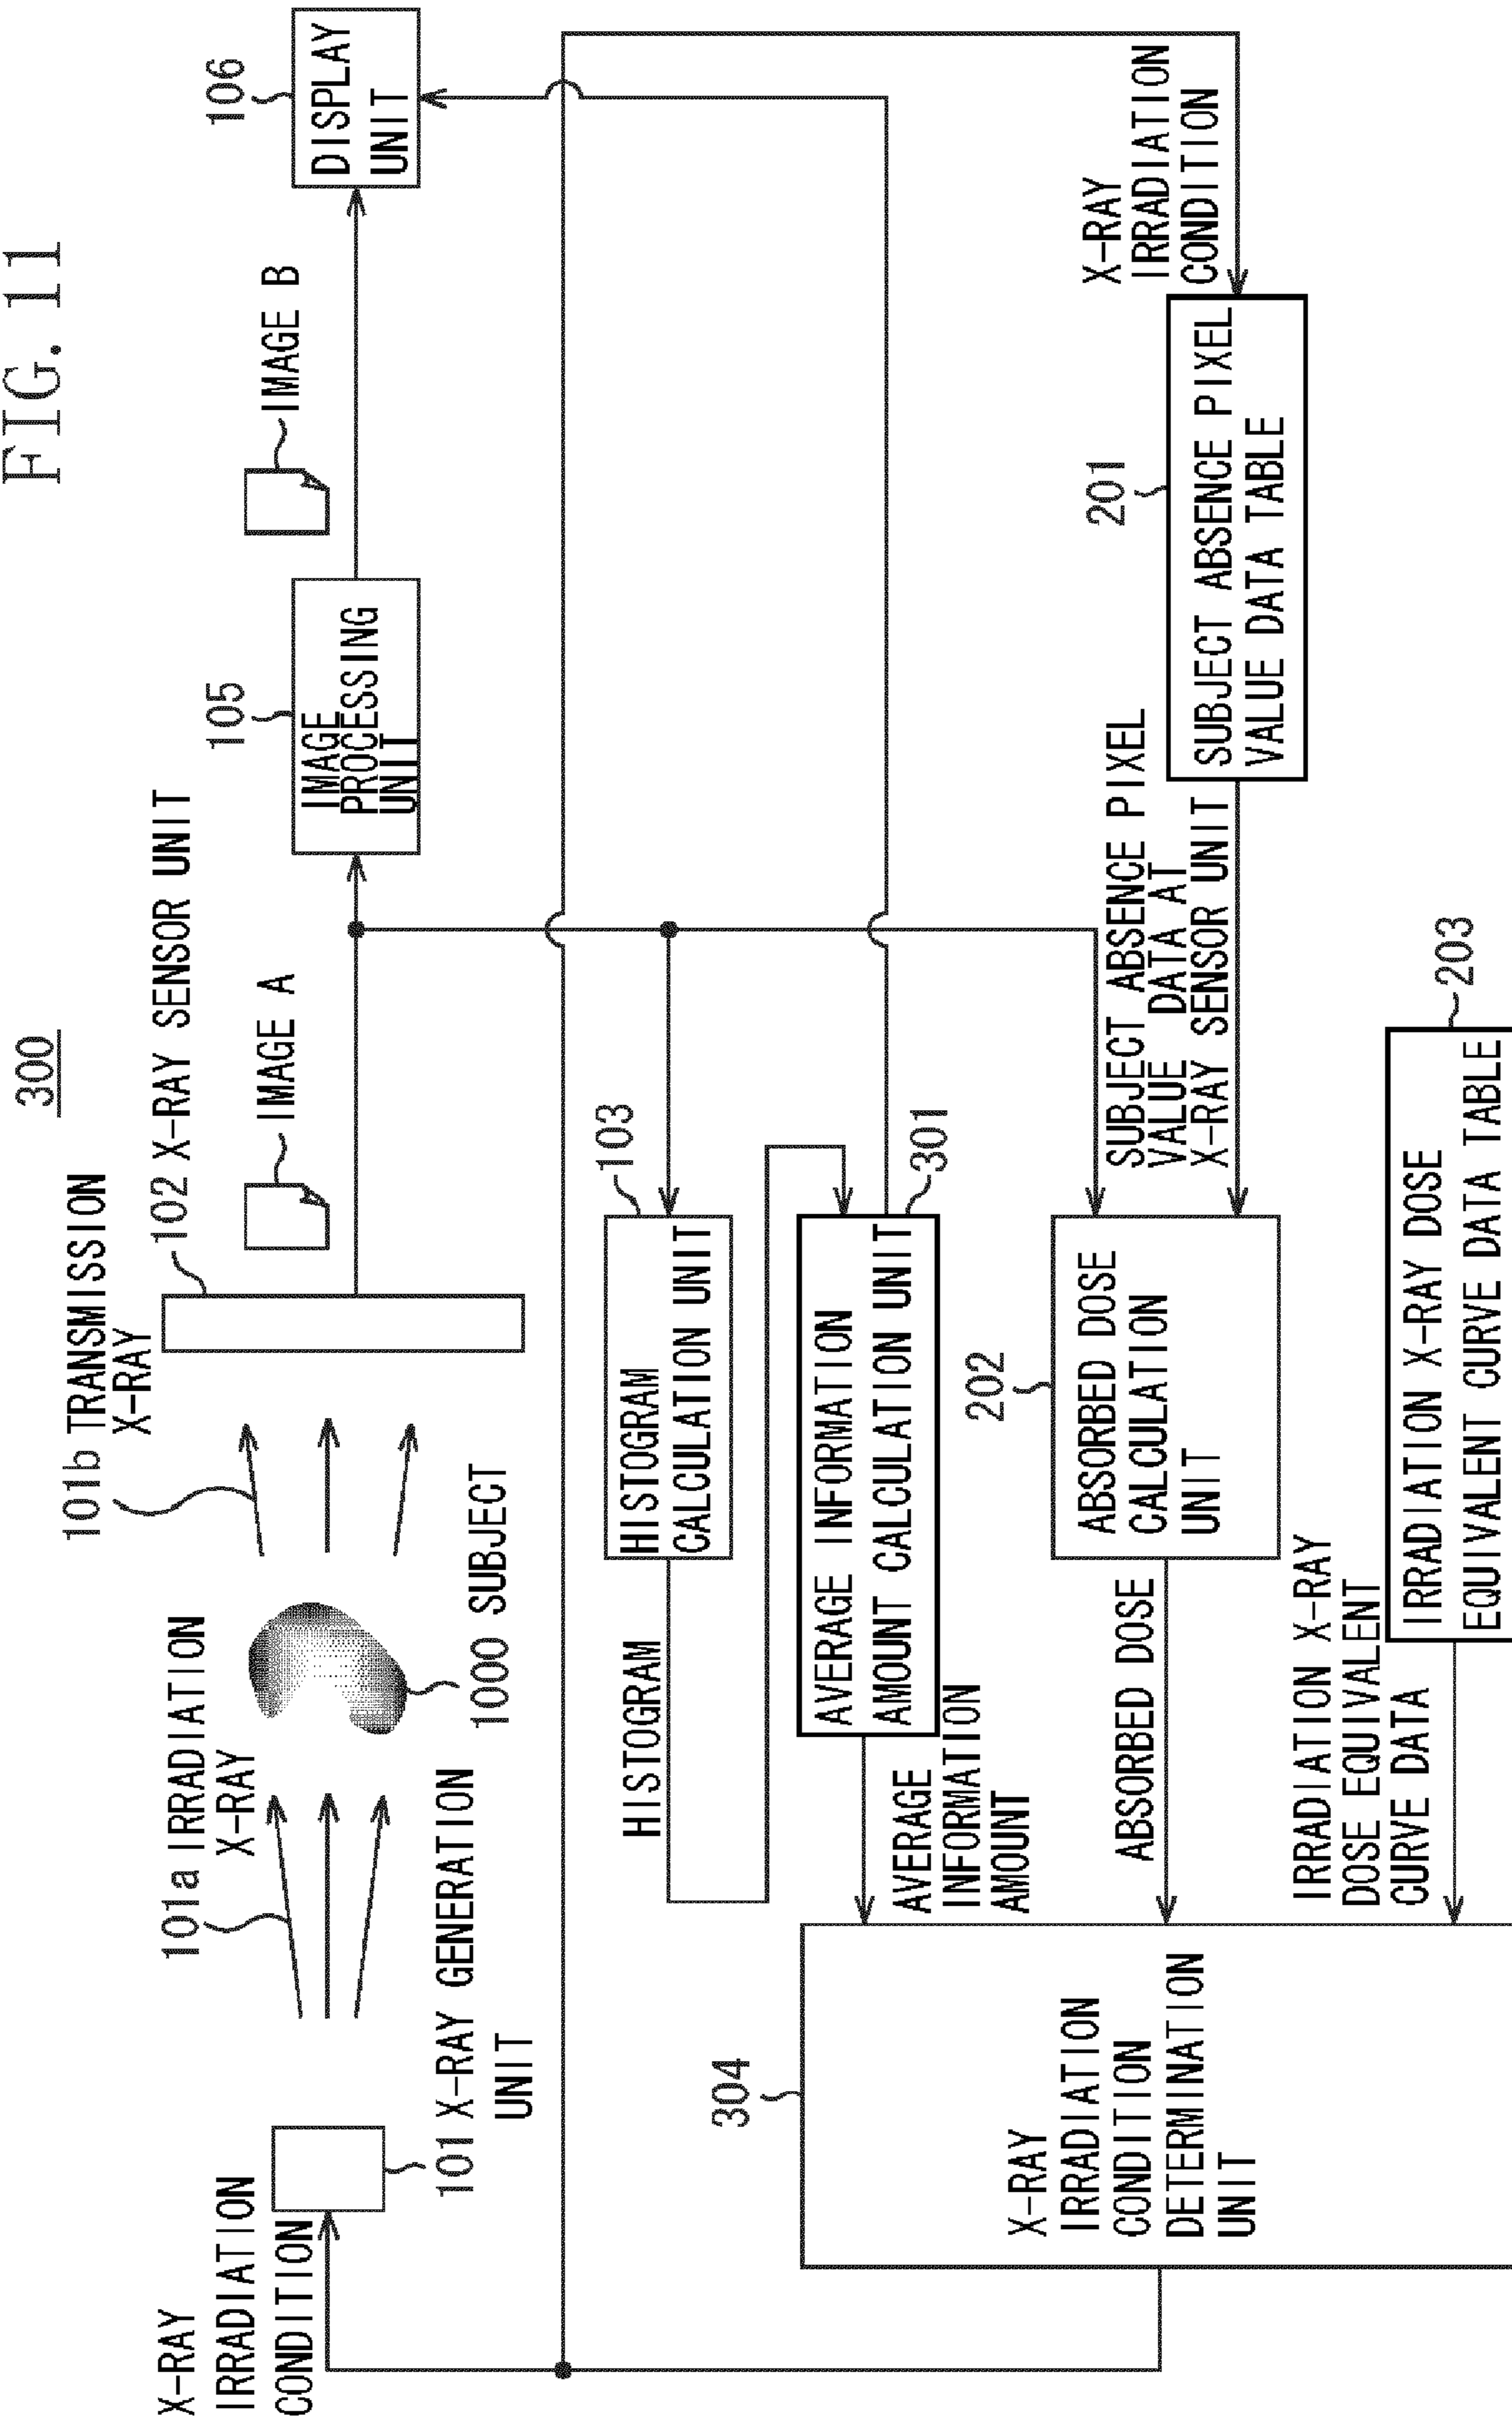 FIG. 11
300
X-RAY
IRRADIATION
CONDITION
101 X-RAY GENERATION
UNIT
101a IRRADIATION
X-RAY
1000 SUBJECT
101b TRANSMISSION
X-RAY
102 X-RAY SENSOR UNIT
IMAGE A
105
IMAGE
PROCESSING
UNIT
IMAGE B
106
DISPLAY
UNIT
HISTOGRAM
103
HISTOGRAM
CALCULATION UNIT
301
AVERAGE INFORMATION
AMOUNT CALCULATION UNIT
AVERAGE
INFORMATION
AMOUNT
304
X-RAY
IRRADIATION
CONDITION
DETERMINATION
UNIT
ABSORBED DOSE
202
ABSORBED DOSE
CALCULATION
UNIT
SUBJECT ABSENCE PIXEL
VALUE DATA AT
X-RAY SENSOR UNIT
201
SUBJECT ABSENCE PIXEL
VALUE DATA TABLE
X-RAY
IRRADIATION
CONDITION
IRRADIATION X-RAY
DOSE EQUIVALENT
CURVE DATA
203
IRRADIATION X-RAY DOSE
EQUIVALENT CURVE DATA TABLE